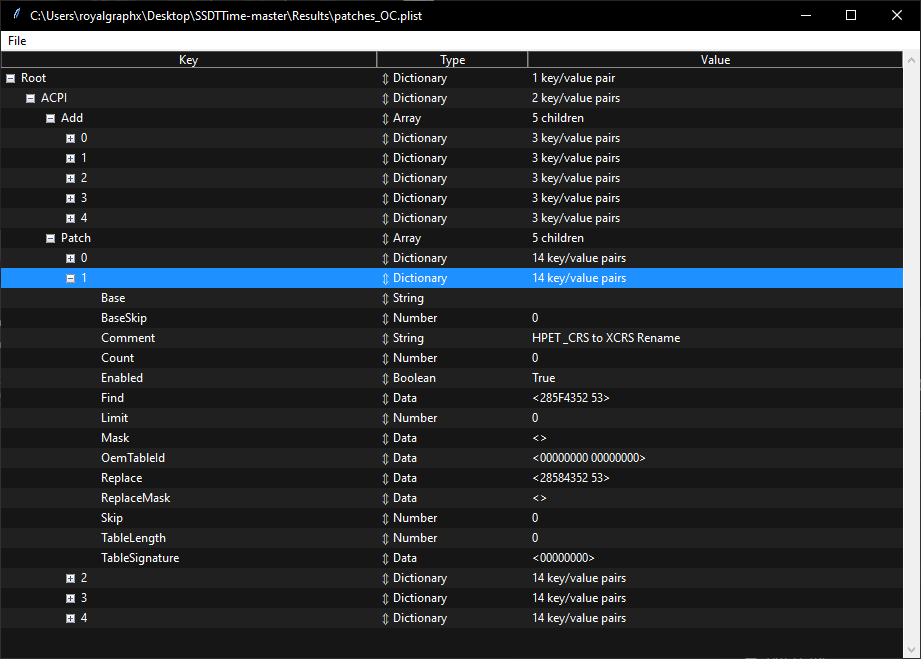 C:\Users\royalgraphx\Desktop\SSDTTime-master\Results\patches_OC.plist
File
Key Type Value
Root Dictionary 1 key/value pair
ACPI Dictionary 2 key/value pairs
Add Array 5 children
0 Dictionary 3 key/value pairs
1 Dictionary 3 key/value pairs
2 Dictionary 3 key/value pairs
3 Dictionary 3 key/value pairs
4 Dictionary 3 key/value pairs
Patch Array 5 children
0 Dictionary 14 key/value pairs
1 Dictionary 14 key/value pairs
Base String
BaseSkip Number 0
Comment String HPET _CRS to XCRS Rename
Count Number 0
Enabled Boolean True
Find Data <285F4352 53>
Limit Number 0
Mask Data <>
OemTableId Data <00000000 00000000>
Replace Data <28584352 53>
ReplaceMask Data <>
Skip Number 0
TableLength Number 0
TableSignature Data <00000000>
2 Dictionary 14 key/value pairs
3 Dictionary 14 key/value pairs
4 Dictionary 14 key/value pairs